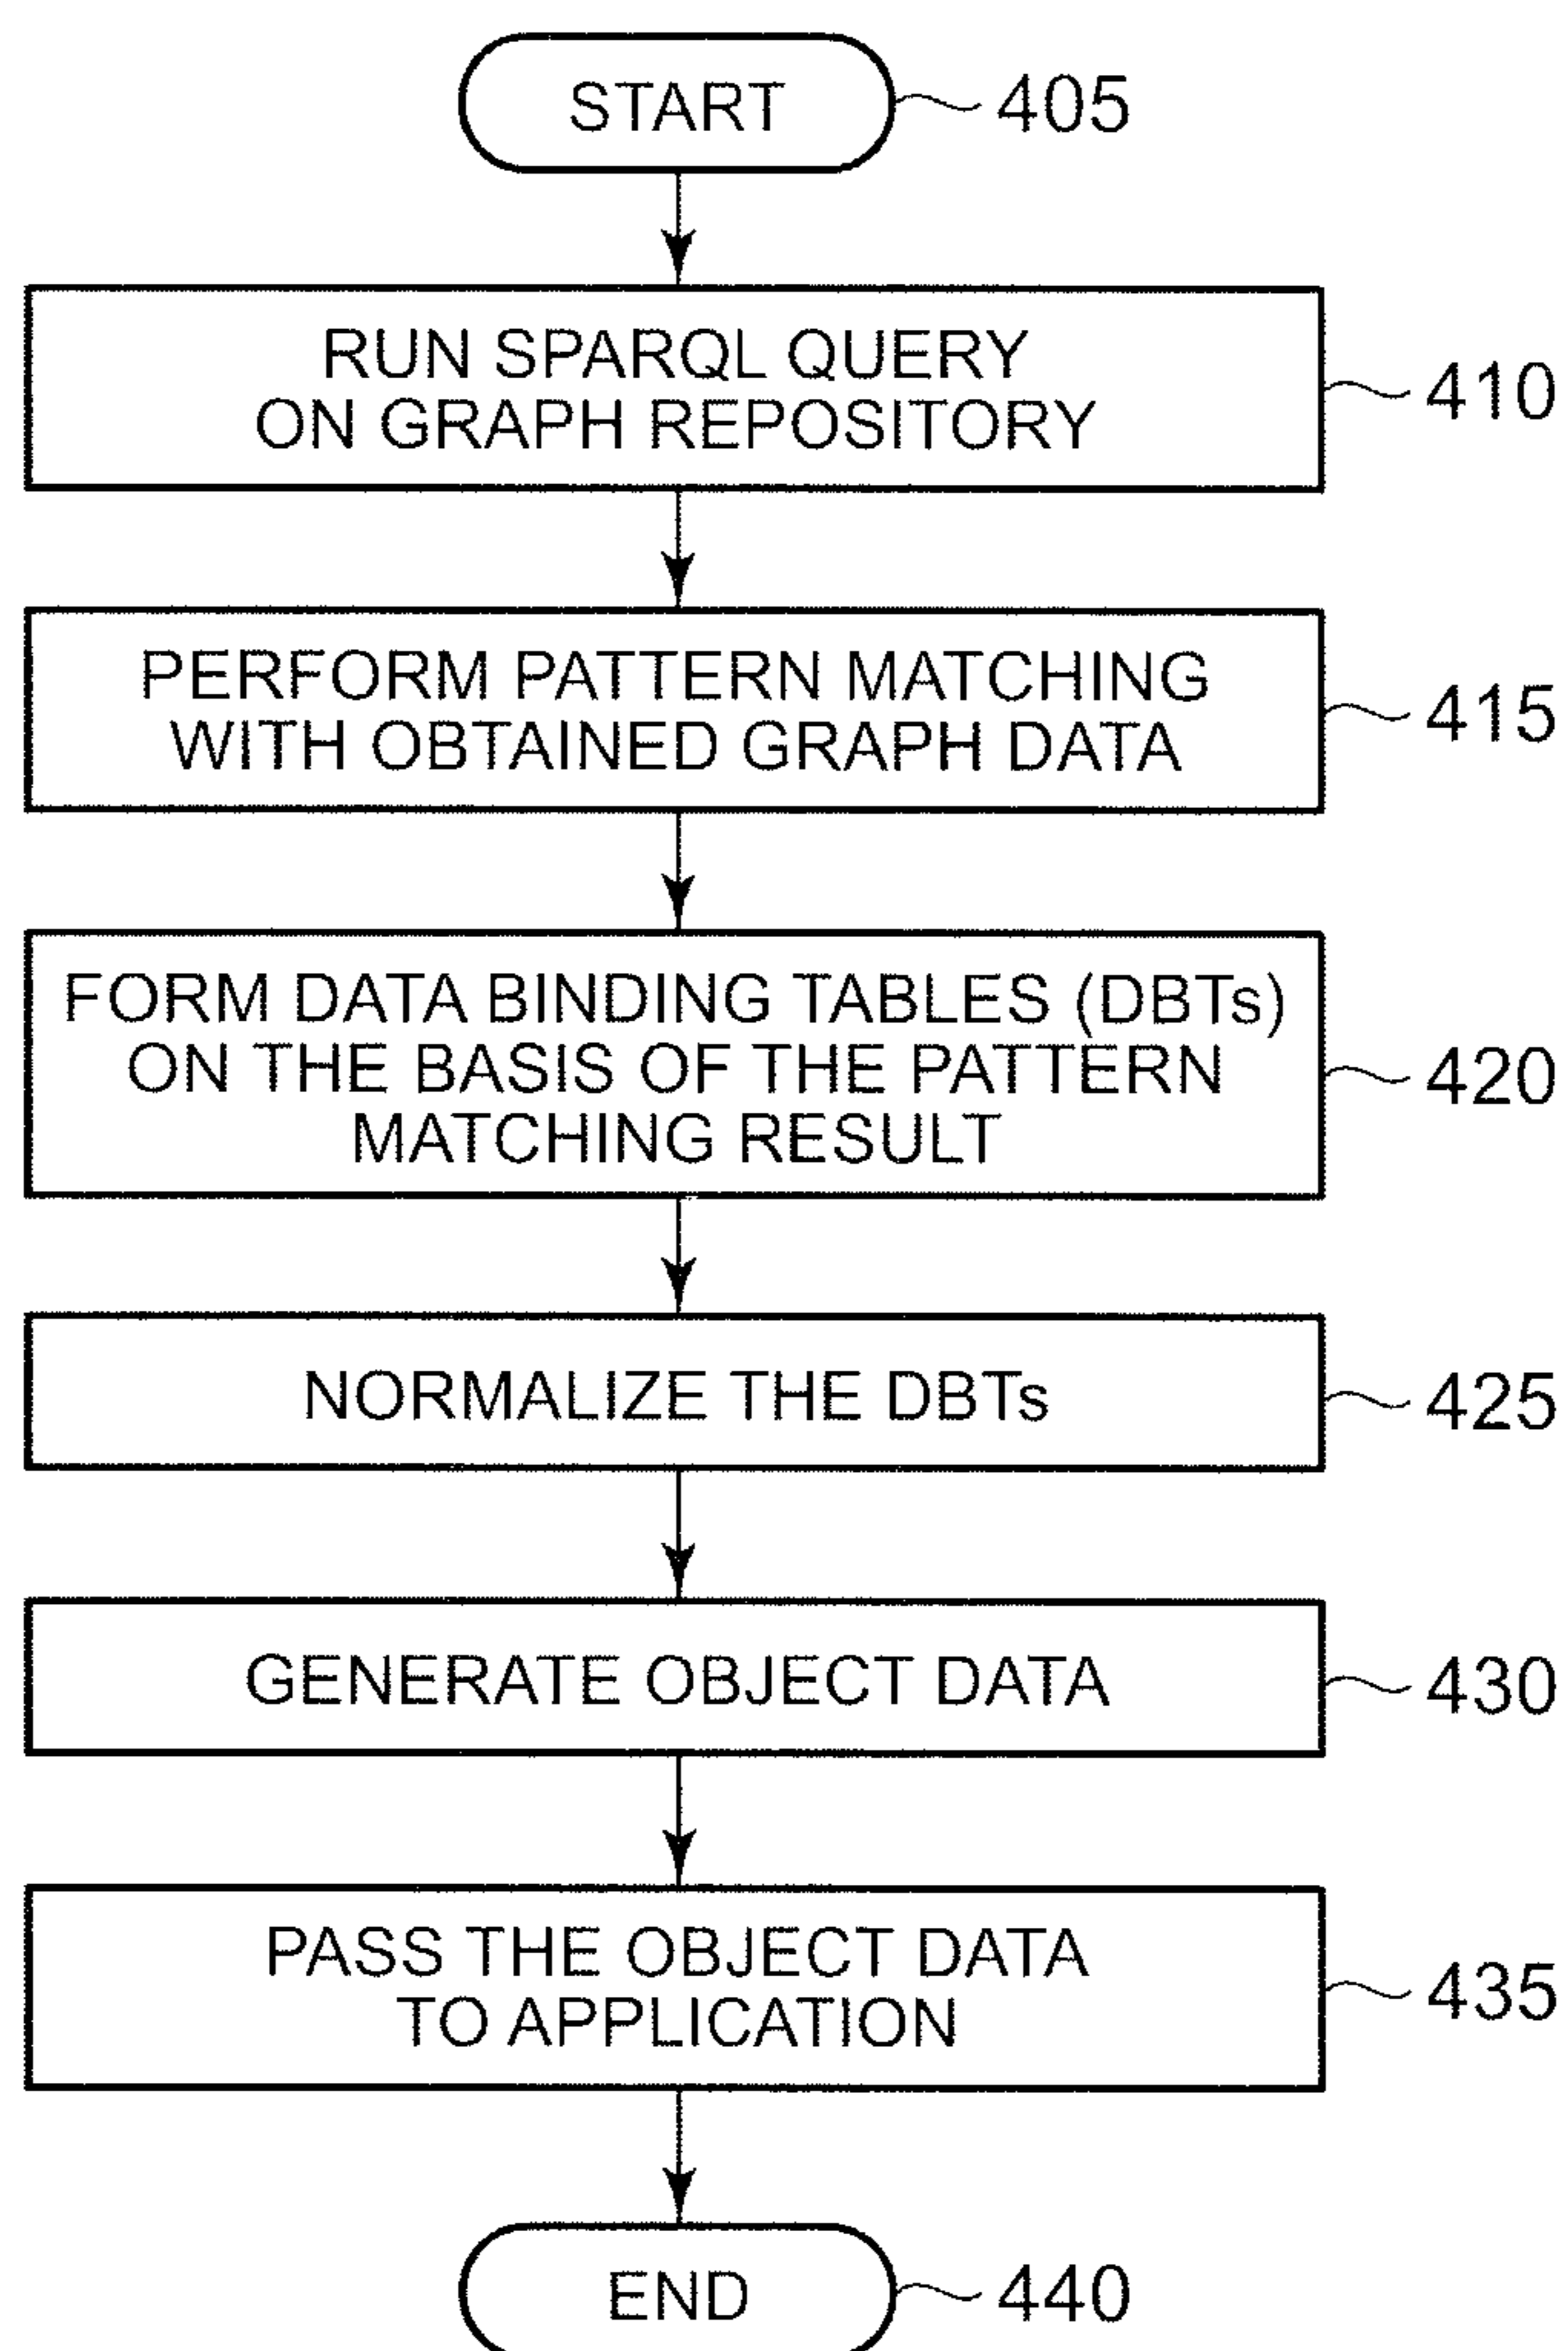 START
405
RUN SPARQL QUERY
ON GRAPH REPOSITORY
410
PERFORM PATTERN MATCHING
WITH OBTAINED GRAPH DATA
415
FORM DATA BINDING TABLES (DBTs)
ON THE BASIS OF THE PATTERN
MATCHING RESULT
420
NORMALIZE THE DBTs
425
GENERATE OBJECT DATA
430
PASS THE OBJECT DATA
TO APPLICATION
435
END
440